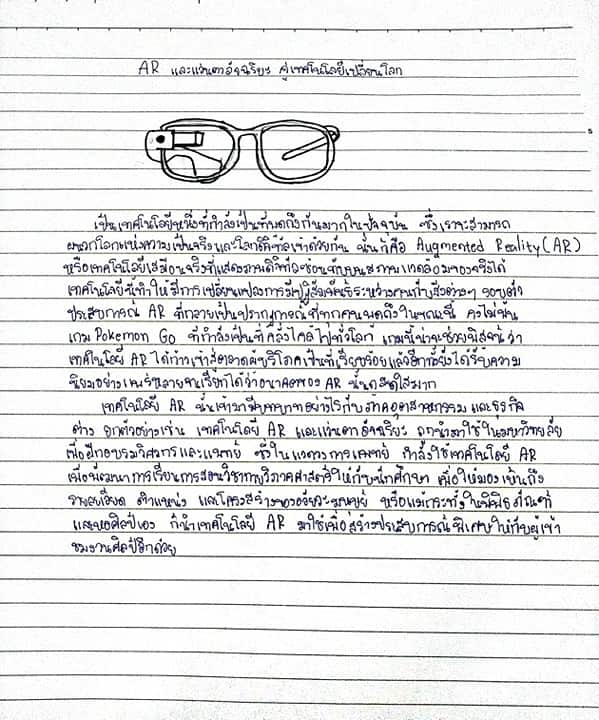 AR และแว่นตาอัจฉริยะ สู่เทคโนโลยีเปลี่ยนโลก
เป็นเทคโนโลยีหนึ่งที่กำลังเป็นที่พูดถึงกันมากในปัจจุบัน ซึ่งเราจะสามารถ
ผนวกโลกแห่งความเป็นจริงและโลกดิจิทัลเข้าด้วยกัน นั่นก็คือ Augmented Reality(AR)
หรือเทคโนโลยีเสมือนจริงที่แสดงภาพดิจิทัลซ้อนทับบนสภาพแวดล้อมของจริงได้
เทคโนโลยีนี้ทำให้มีการเปลี่ยนแปลงการมีปฏิสัมพันธ์ระหว่างคนกับสิ่งต่างๆ รอบตัว
ประสบการณ์ AR ที่กลายเป็นปรากฏการณ์ที่ทุกคนพูดถึงในขณะนี้ คงไม่พ้น
เกม Pokemon Go ที่กำลังเป็นที่คลั่งไคล้ไปทั่วโลก เกมนี้น่าจะช่วยพิสูจน์ว่า
เทคโนโลยี AR ได้ก้าวเข้าสู่ตลาดผู้บริโภคเป็นที่เรียบร้อยแล้วอีกทั้งยังได้รับความ
นิยมอย่างแพร่หลายจนเรียกได้ว่าอนาคตของ AR นั้นสดใสมาก
เทคโนโลยี AR นั้นเข้ามามีบทบาทอย่างไรกับภาคอุตสาหกรรมและธุรกิจ
ต่าง ยกตัวอย่างเช่น เทคโนโลยี AR และแว่นตาอัจฉริยะ ถูกนำมาใช้ในมหาวิทยาลัย
เพื่อฝึกอบรมวิศวกรและแพทย์ ซึ่งในแวดวงการแพทย์ กำลังใช้เทคโนโลยี AR
เพื่อพัฒนาการเรียนการสอนวิชากายวิภาคศาสตร์ให้กับนักศึกษา เพื่อให้มองเห็นถึง
รายละเอียด ตำแหน่ง และโครงสร้างของอวัยวะมนุษย์ หรือแม้กระทั่งในพิพิธภัณฑ์
และหอศิลป์เอง ก็นำเทคโนโลยี AR มาใช้เพื่อสร้างประสบการณ์พิเศษให้กับผู้เข้า
ชมงานศิลป์อีกด้วย